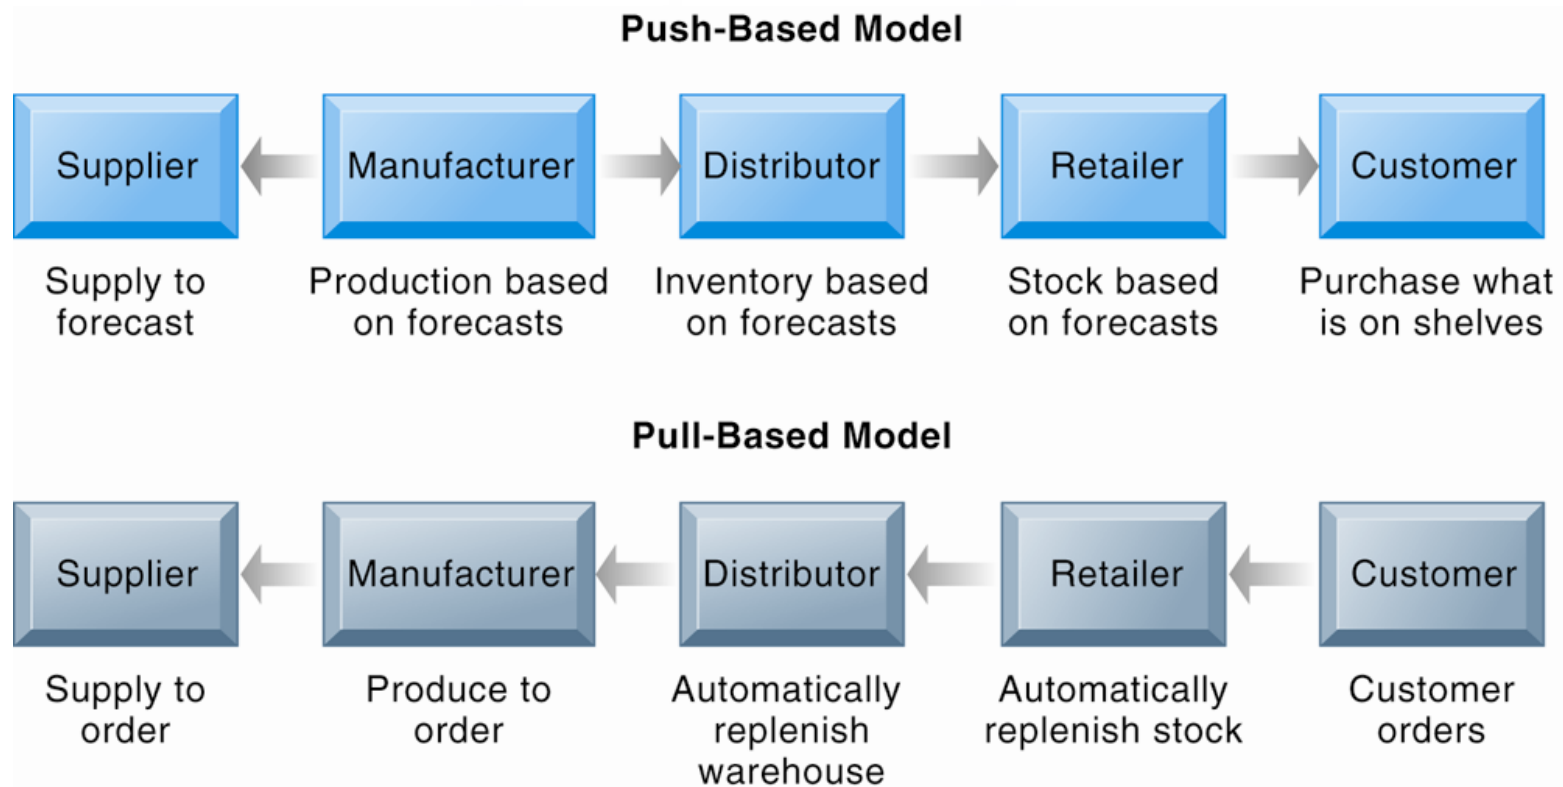 Push-Based Model
Supplier
Manufacturer
Distributor
Retailer
Customer
Supply to
forecast
Production based
on forecasts
Inventory based
on forecasts
Stock based
on forecasts
Purchase what
is on shelves
Pull-Based Model
Supplier
Manufacturer
Distributor
Retailer
Customer
Supply to
order
Produce to
order
Automatically
replenish
warehouse
Automatically
replenish stock
Customer
orders